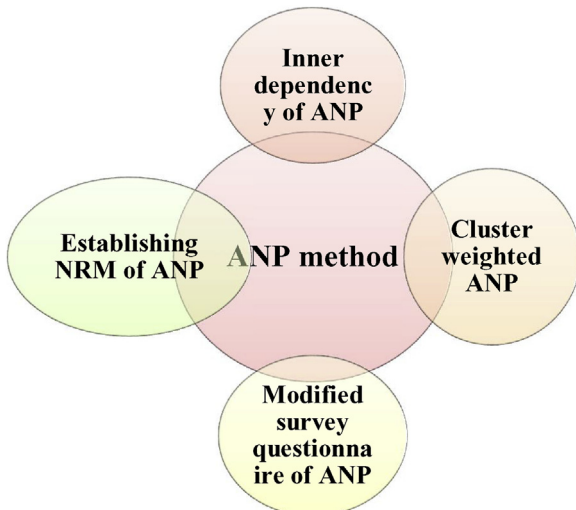 Inner
dependenc
y of ANP
Establishing
NRM of ANP
ANP method
Cluster
weighted
ANP
Modified
survey
questionna
ire of ANP